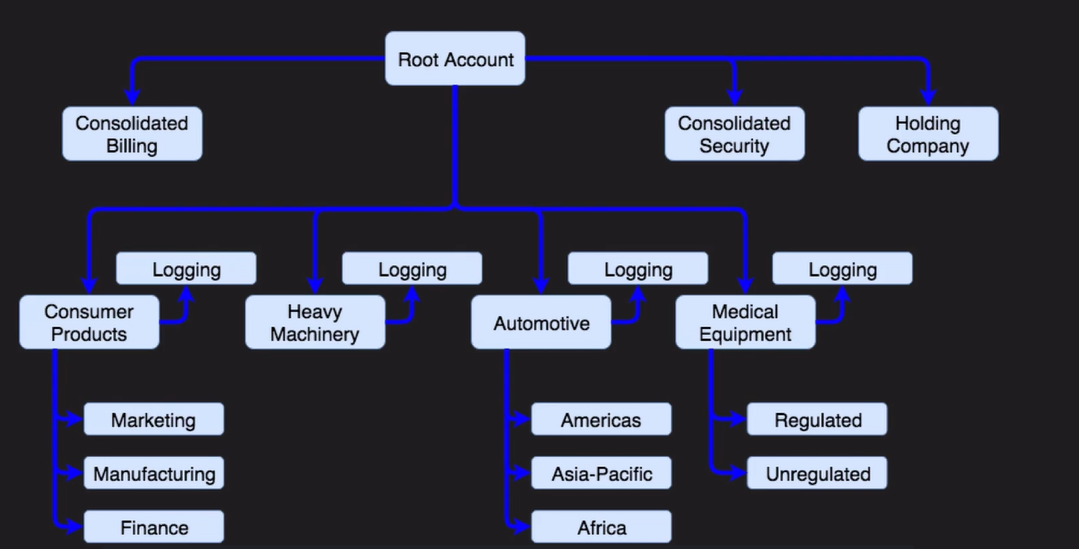 Root Account
Consolidated
Billing
Consolidated
Security
Holding
Company
Logging
Logging
Logging
Logging
Consumer
Products
Heavy
Machinery
Automotive
Medical
Equipment
Marketing
Americas
Regulated
Manufacturing
Asia-Pacific
Unregulated
Finance
Africa